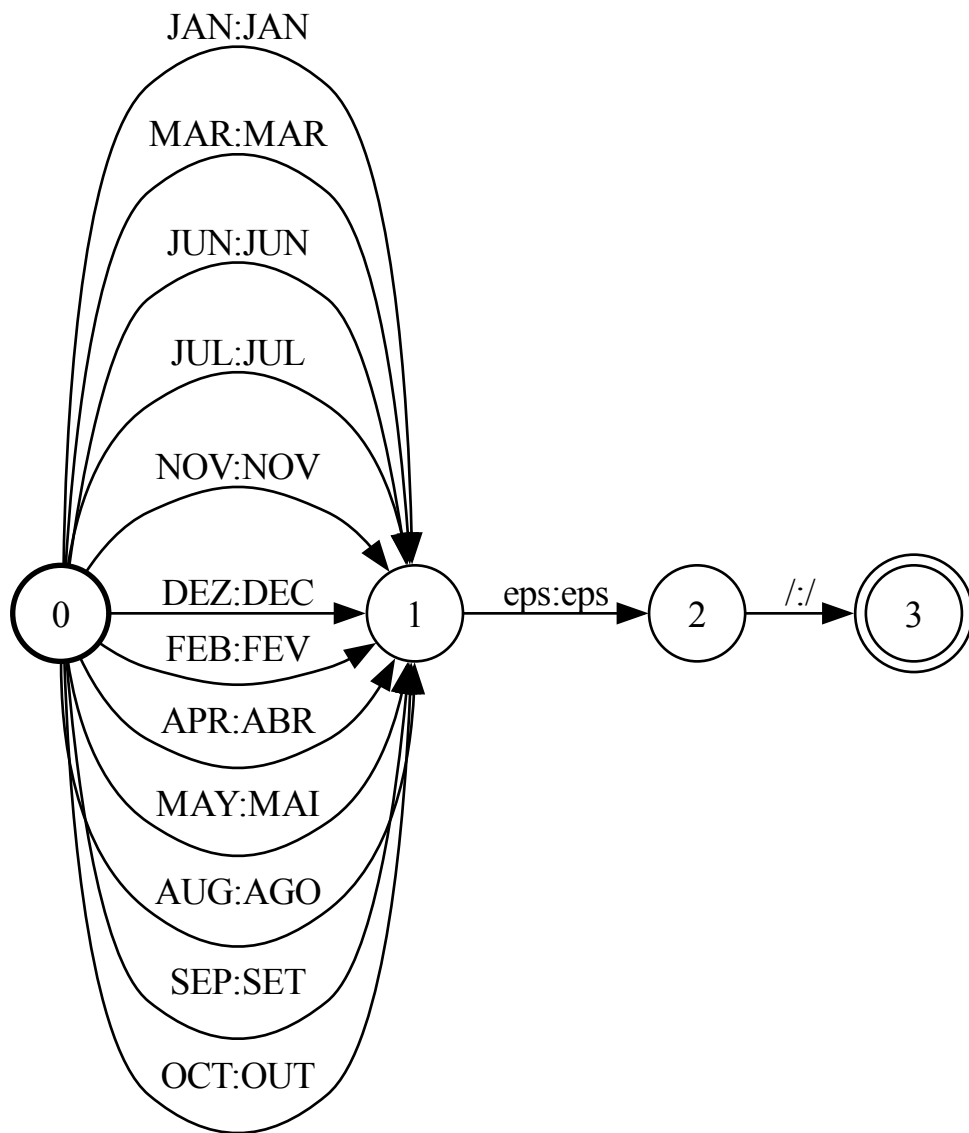 JAN:JAN
MAR:MAR
JUN:JUN
JUL:JUL
NOV:NOV
0 DEZ:DEC 1 eps:eps 2 /:/ 3
FEB:FEV
APR:ABR
MAY:MAI
AUG:AGO
SEP:SET
OCT:OUT